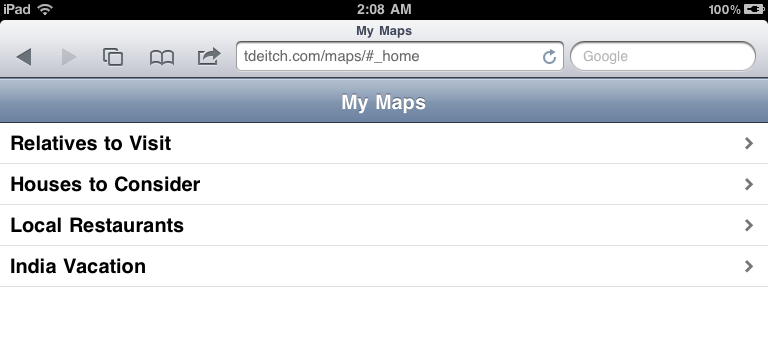 iPad 2:08 AM 100%
My Maps
tdeitch.com/maps/#_home Google
My Maps
Relatives to Visit
Houses to Consider
Local Restaurants
India Vacation